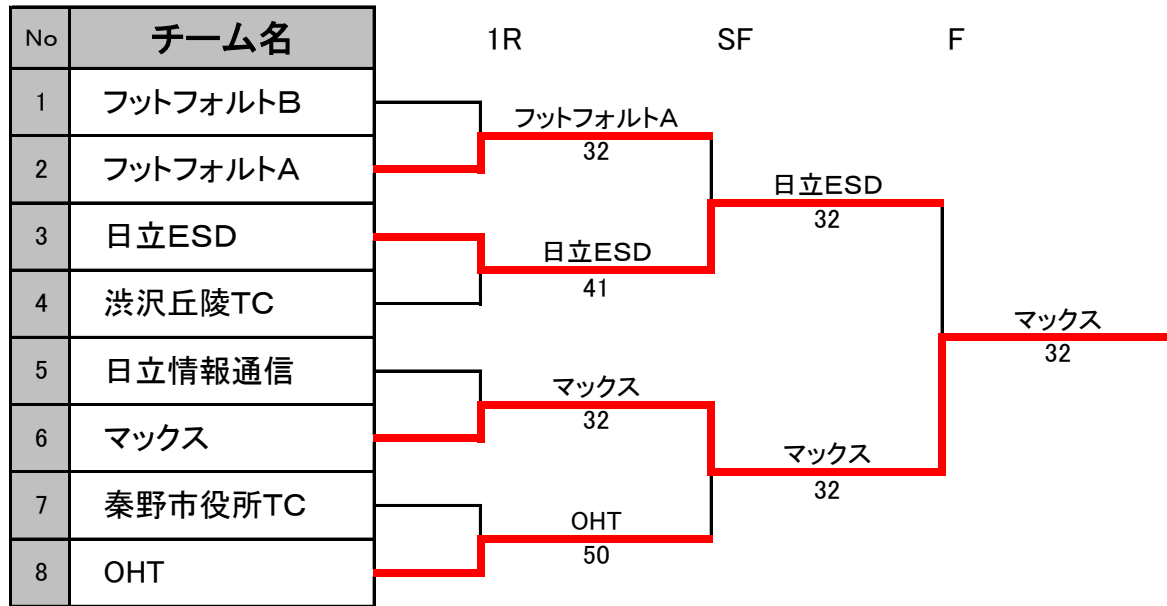 No チーム名 1R SF F
1 フットフォルトB
2 フットフォルトA
3 日立ESD
4 渋沢丘陵TC
5 日立情報通信
6 マックス
7 秦野市役所TC
8 OHT
フットフォルトA
32
日立ESD
41
マックス
32
OHT
50
日立ESD
32
マックス
32
マックス
32